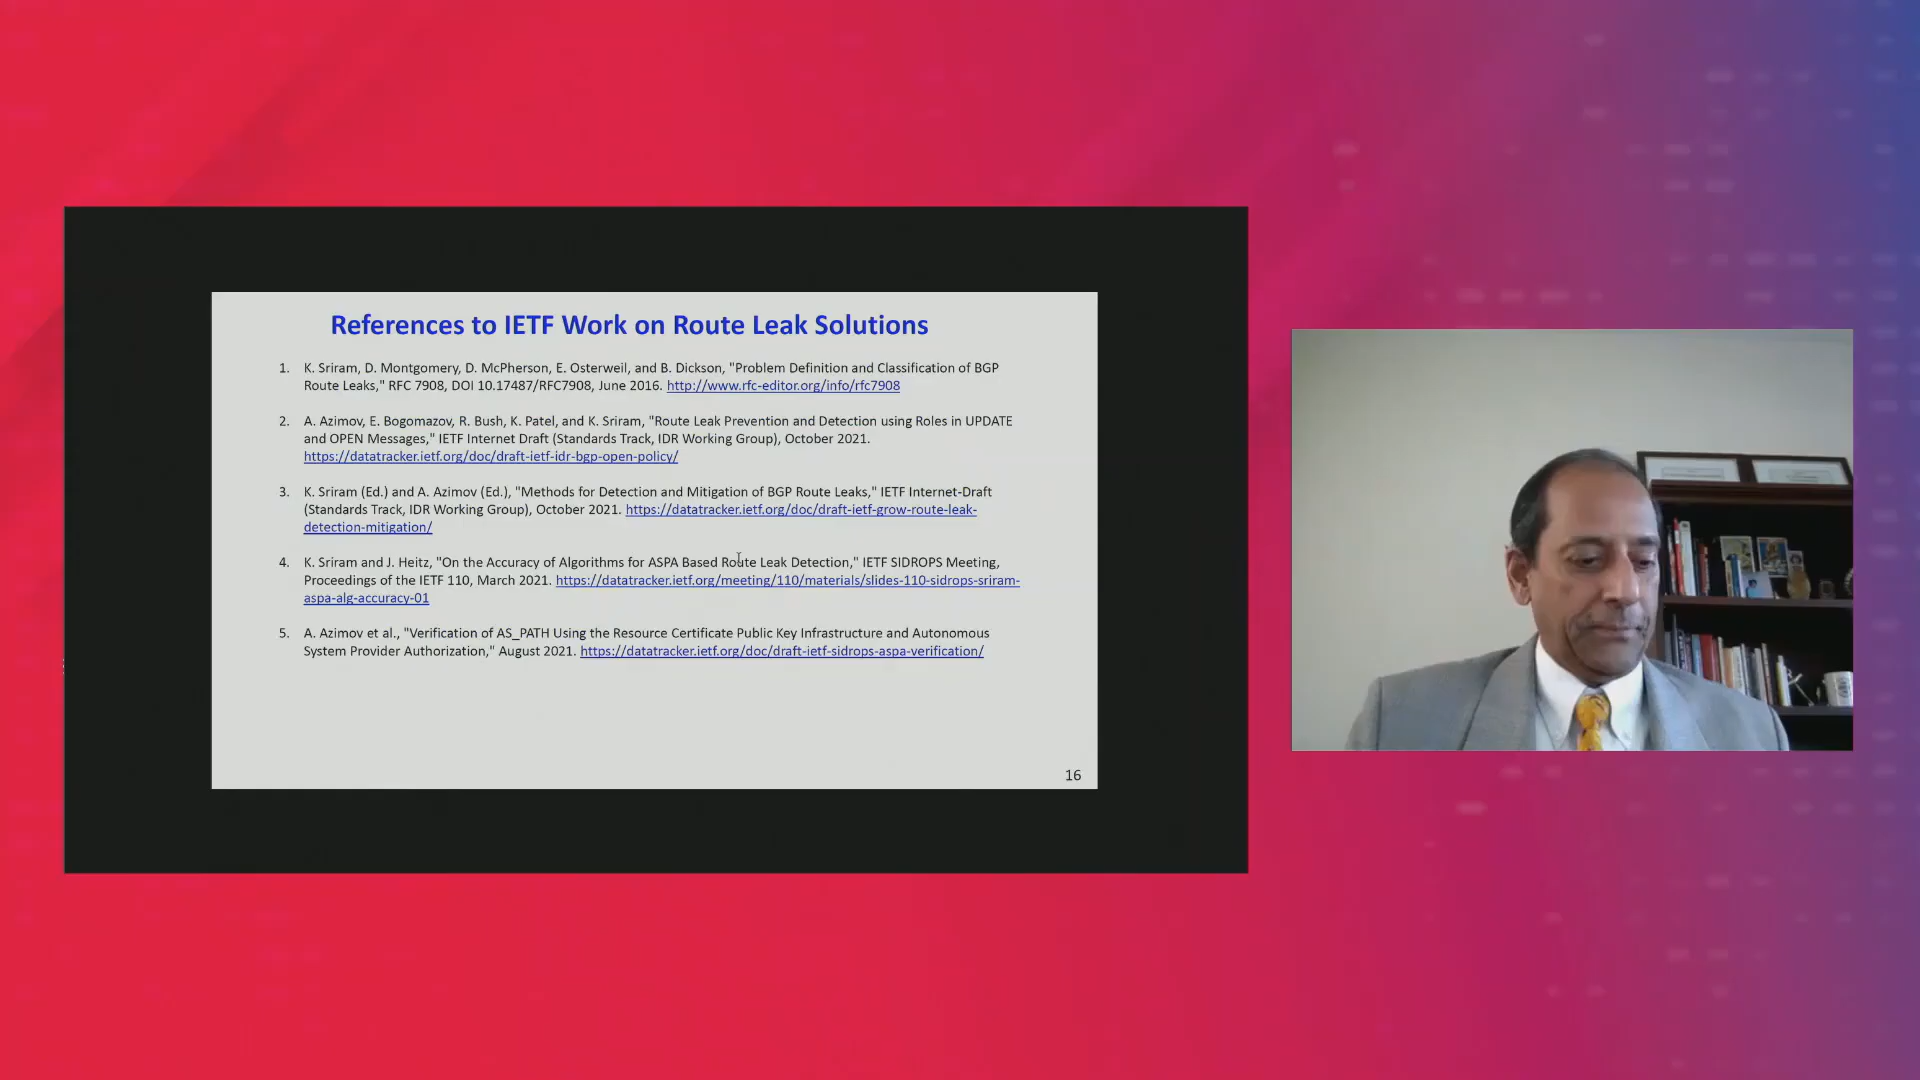 References to IETF Work on Route Leak Solutions
1. K. Sriram, D. Montgomery, D. McPherson, E. Osterweil, and B. Dickson, "Problem Definition and Classification of BGP
Route Leaks," RFC 7908, DOI 10.17487/RFC7908, June 2016. http://www.rfc-editor.org/info/rfc7908
2. A. Azimov, E. Bogomazov, R. Bush, K. Patel, and K. Sriram, "Route Leak Prevention and Detection using Roles in UPDATE
and OPEN Messages," IETF Internet Draft (Standards Track, IDR Working Group), October 2021.
https://datatracker.ietf.org/doc/draft-ietf-idr-bgp-open-policy/
3. K. Sriram (Ed.) and A. Azimov (Ed.), "Methods for Detection and Mitigation of BGP Route Leaks," IETF Internet-Draft
(Standards Track, IDR Working Group), October 2021. https://datatracker.ietf.org/doc/draft-ietf-grow-route-leak-
detection-mitigation/
4. K. Sriram and J. Heitz, "On the Accuracy of Algorithms for ASPA Based Route Leak Detection," IETF SIDROPS Meeting,
Proceedings of the IETF 110, March 2021. https://datatracker.ietf.org/meeting/110/materials/slides-110-sidrops-sriram-
aspa-alg-accuracy-01
5. A. Azimov et al., "Verification of AS_PATH Using the Resource Certificate Public Key Infrastructure and Autonomous
System Provider Authorization," August 2021. https://datatracker.ietf.org/doc/draft-ietf-sidrops-aspa-verification/
16